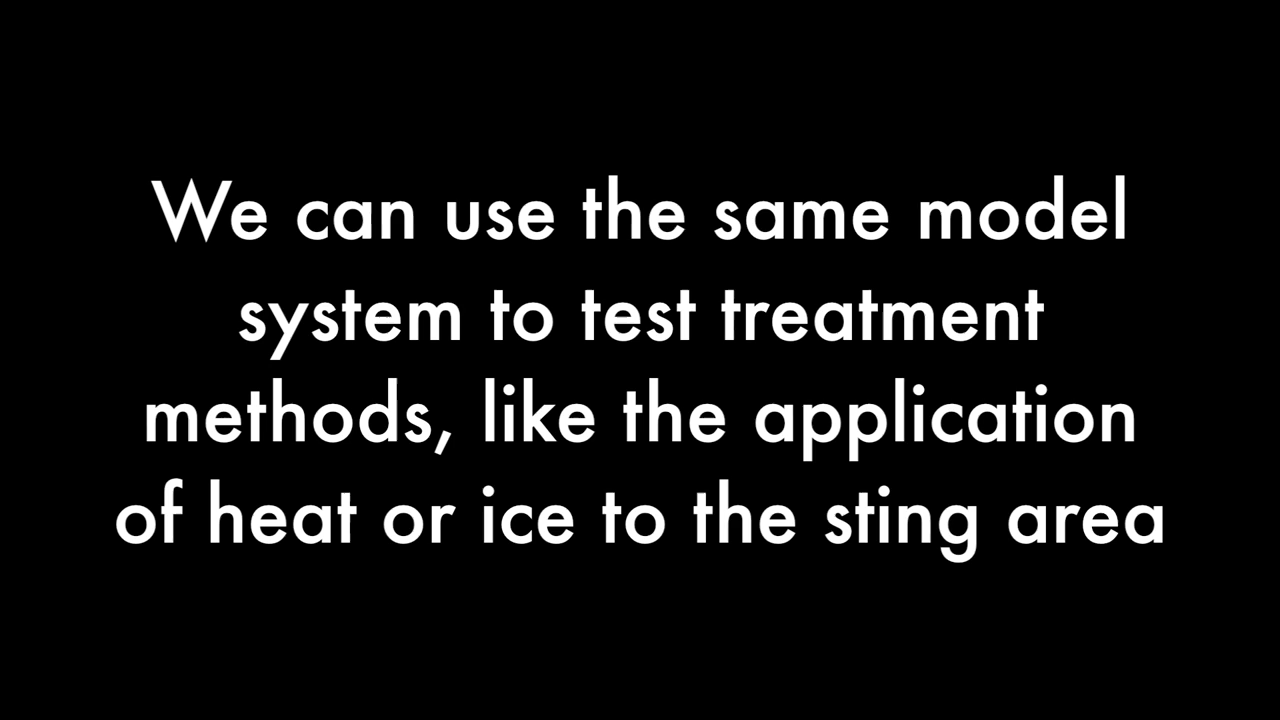 We can use the same model
system to test treatment
methods, like the application
of heat or ice to the sting area